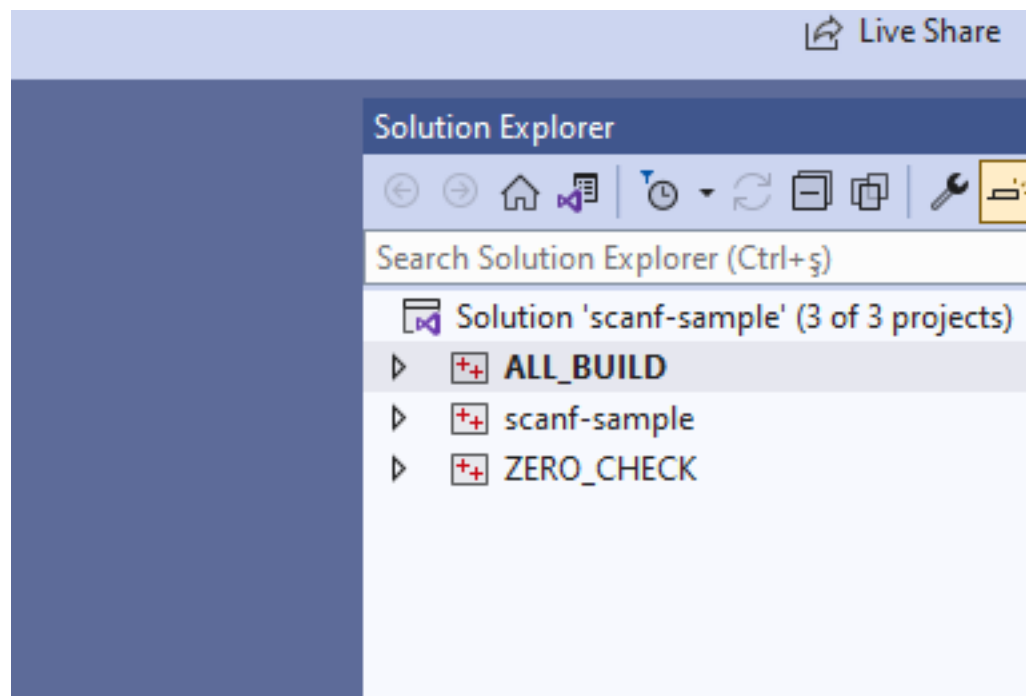 Live Share
Solution Explorer
Search Solution Explorer (Ctrl+ş)
Solution 'scanf-sample' (3 of 3 projects)
ALL_BUILD
scanf-sample
ZERO_CHECK